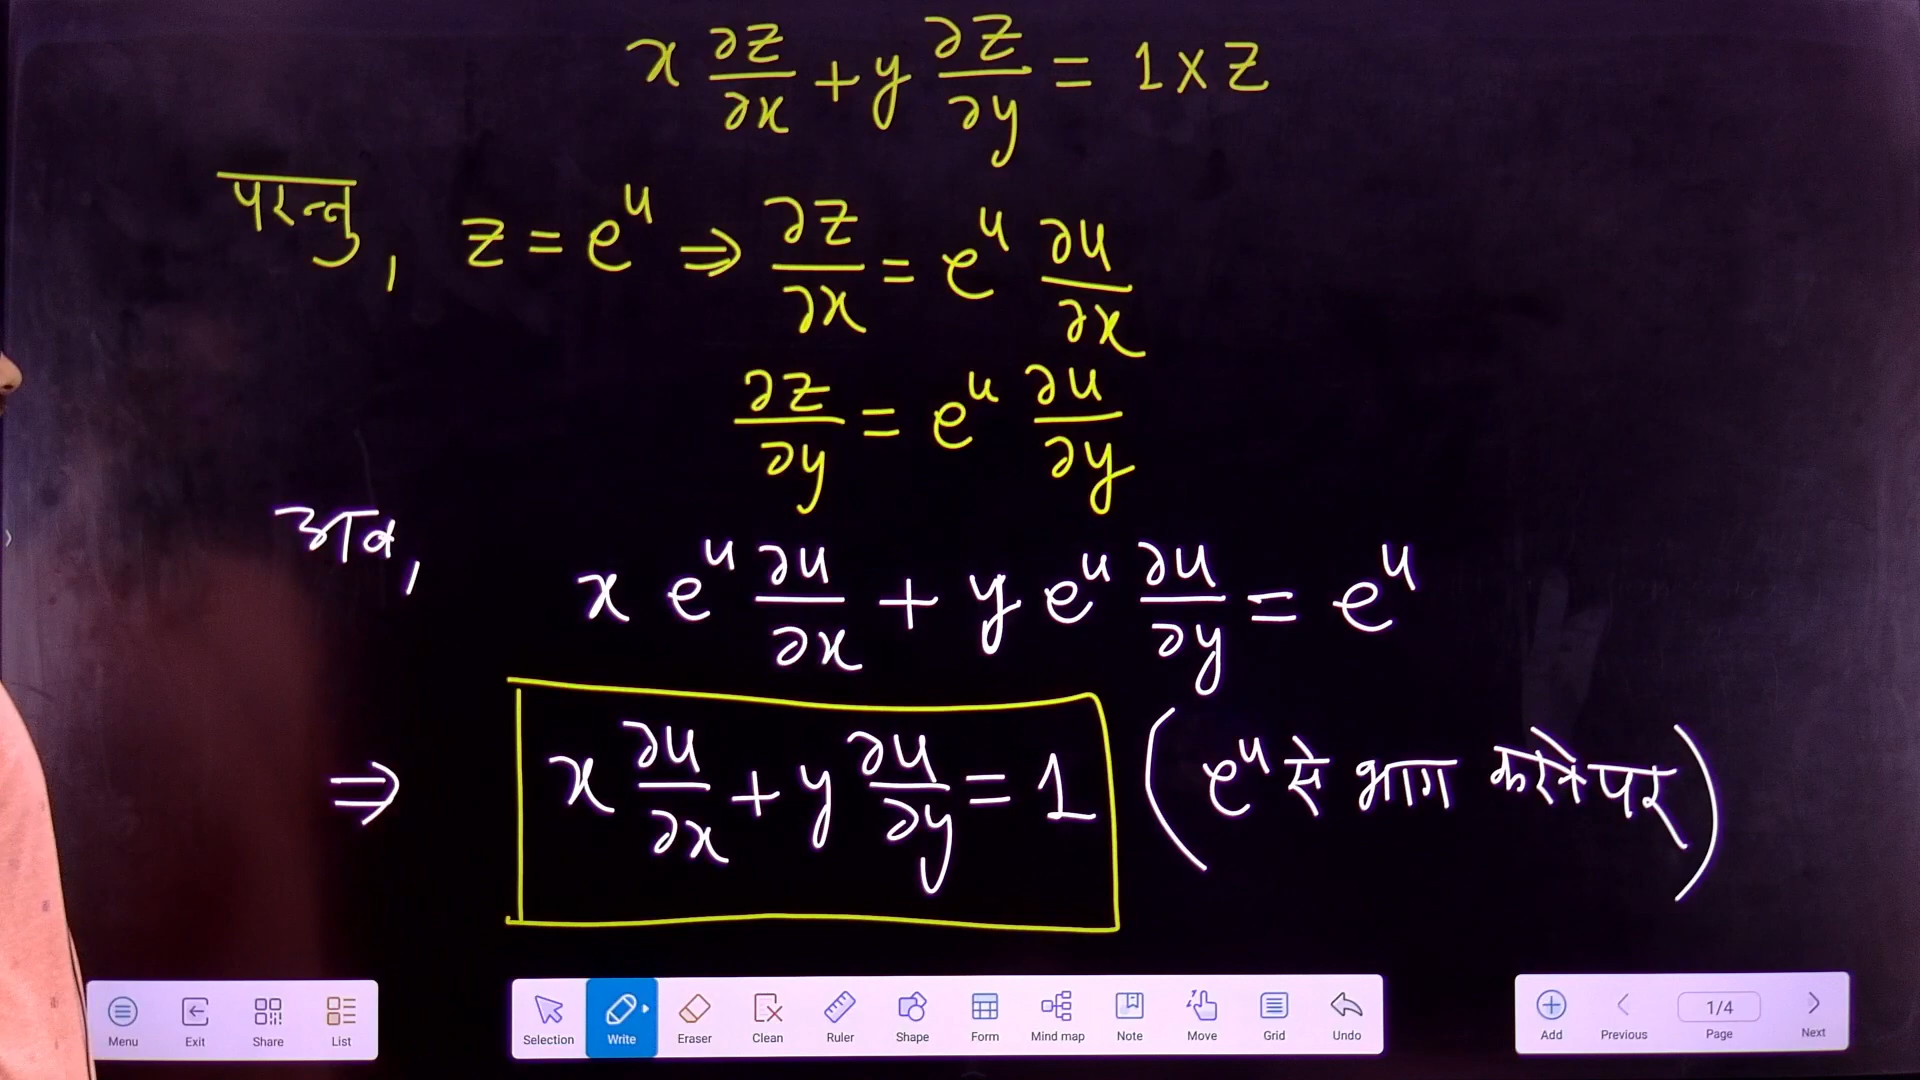 x ∂z/∂x + y ∂z/∂y = 1 x z
परन्तु, z = e^u ⇒ ∂z/∂x = e^u ∂u/∂x
∂z/∂y = e^u ∂u/∂y
अब, x e^u ∂u/∂x + y e^u ∂u/∂y = e^u
⇒ x ∂u/∂x + y ∂u/∂y = 1 (e^u से भाग करने पर)
Menu Exit Share List Selection Write Eraser Clean Ruler Shape Form Mind map Note Move Grid Undo Add Previous 1/4 Page Next